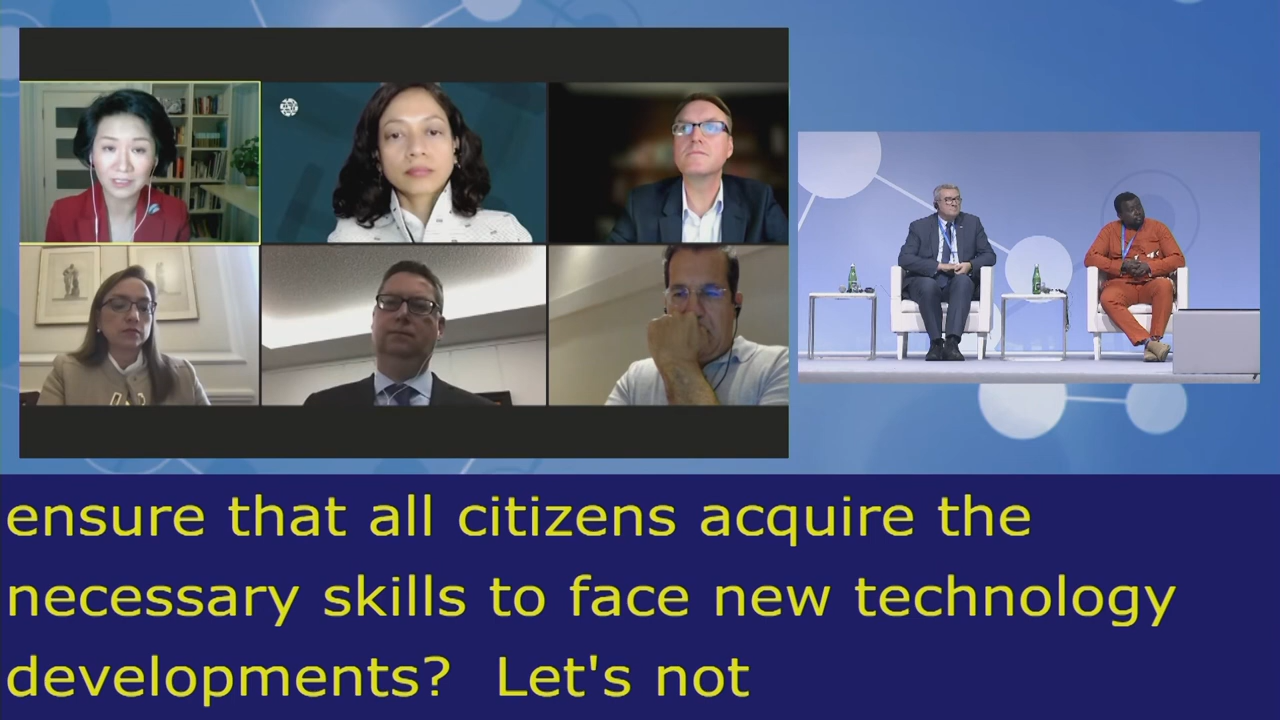 ensure that all citizens acquire the
necessary skills to face new technology
developments?  Let's not